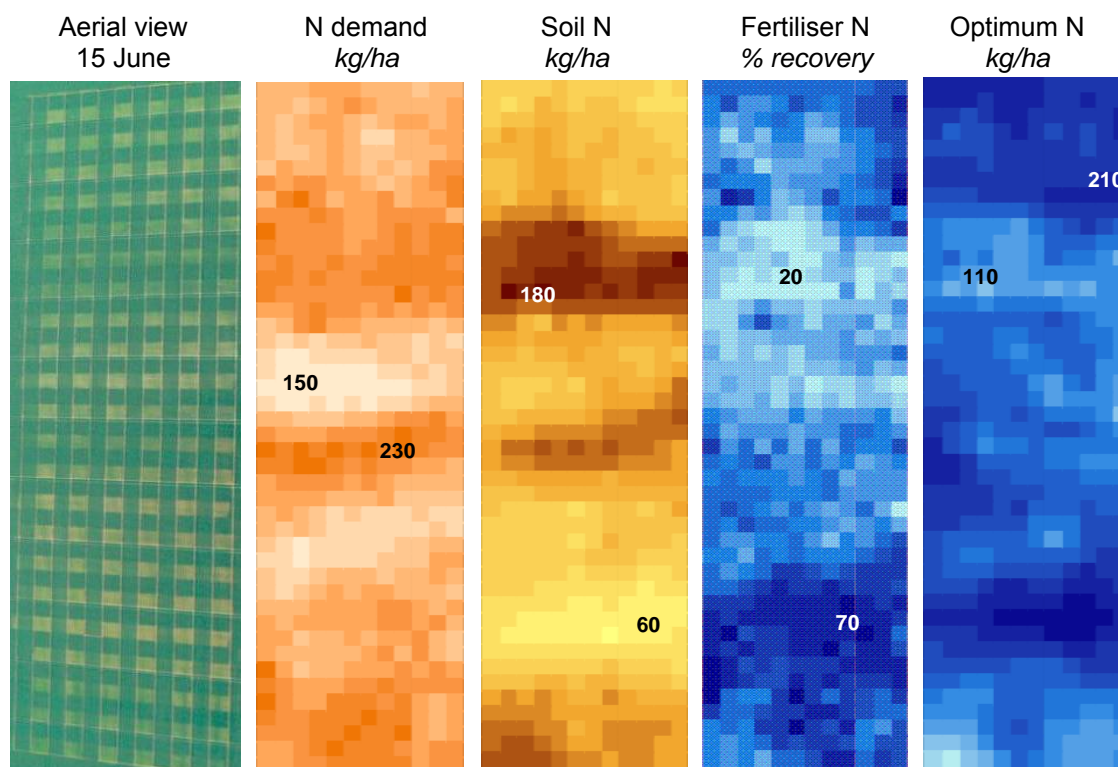 Aerial view
15 June
N demand
kg/ha
Soil N
kg/ha
Fertiliser N
% recovery
Optimum N
kg/ha
210
20
110
180
150
230
60
70